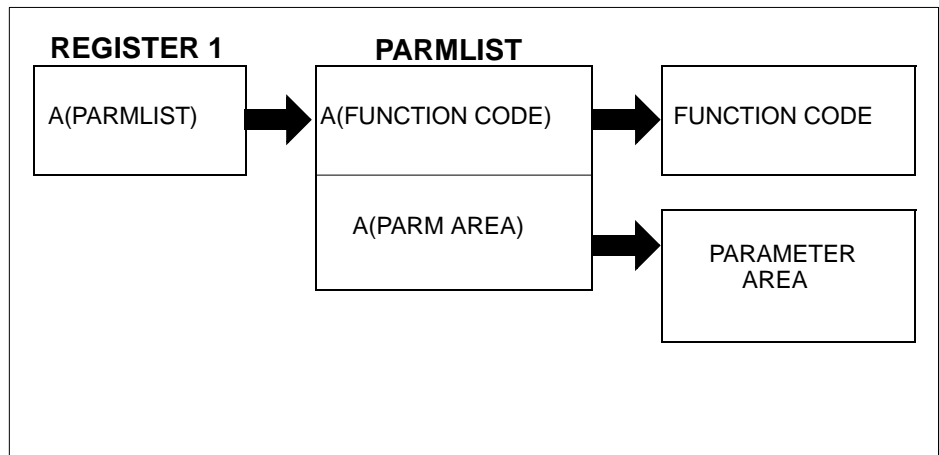 REGISTER 1
PARMLIST
A(PARMLIST)
A(FUNCTION CODE)
FUNCTION CODE
A(PARM AREA)
PARAMETER
AREA